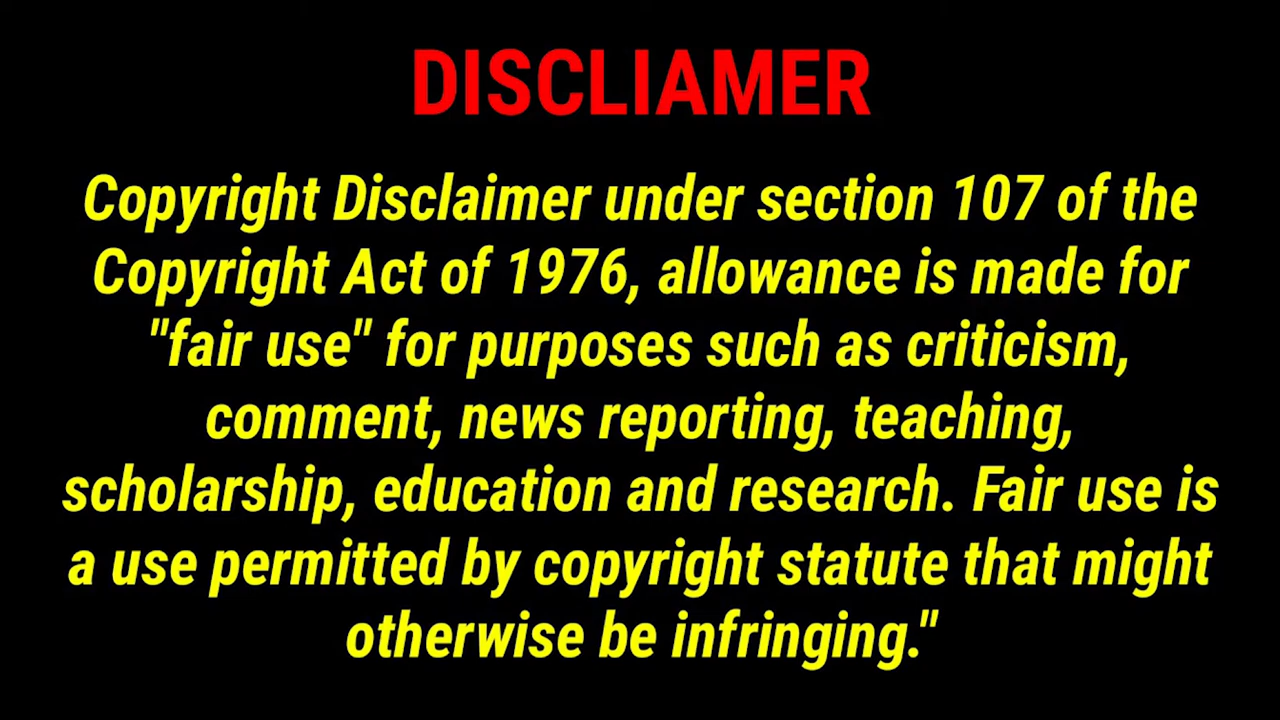 DISCLIAMER
Copyright Disclaimer under section 107 of the
Copyright Act of 1976, allowance is made for
"fair use" for purposes such as criticism,
comment, news reporting, teaching,
scholarship, education and research. Fair use is
a use permitted by copyright statute that might
otherwise be infringing."